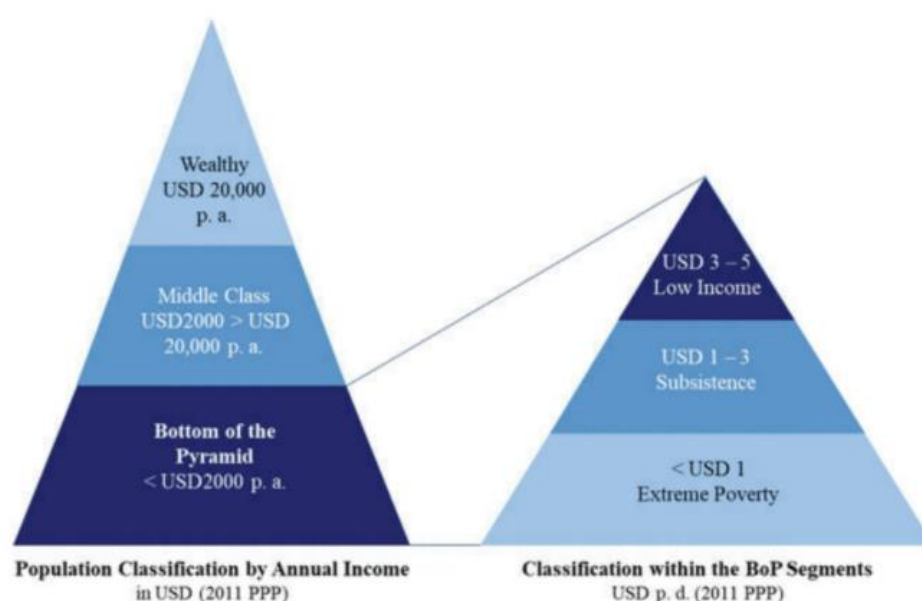 Wealthy
USD 20,000
p. a.
Middle Class
USD2000 > USD
20,000 p. a.
Bottom of the
Pyramid
< USD2000 p. a.
Population Classification by Annual Income
in USD (2011 PPP)
USD 3 – 5
Low Income
USD 1 – 3
Subsistence
< USD 1
Extreme Poverty
Classification within the BoP Segments
USD p. d. (2011 PPP)